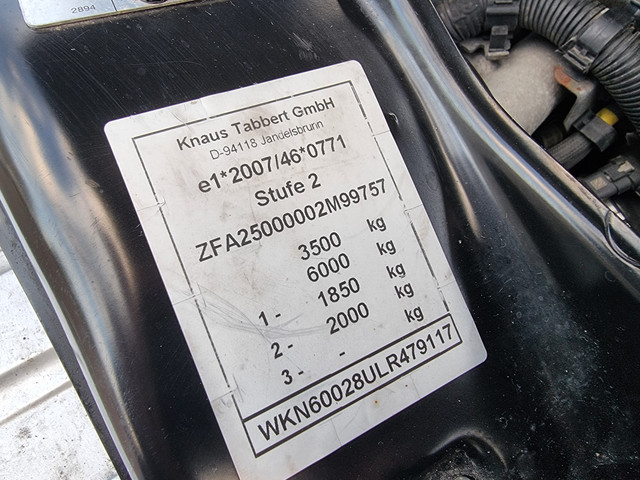 2894
Knaus Tabbert GmbH
D-94118 Jandelsbrunn
e1*2007/46*0771
Stufe 2
ZFA25000002M99757
3500 kg
6000 kg
1 - 1850 kg
2 - 2000 kg
3 - - kg
WKN60028ULR479117